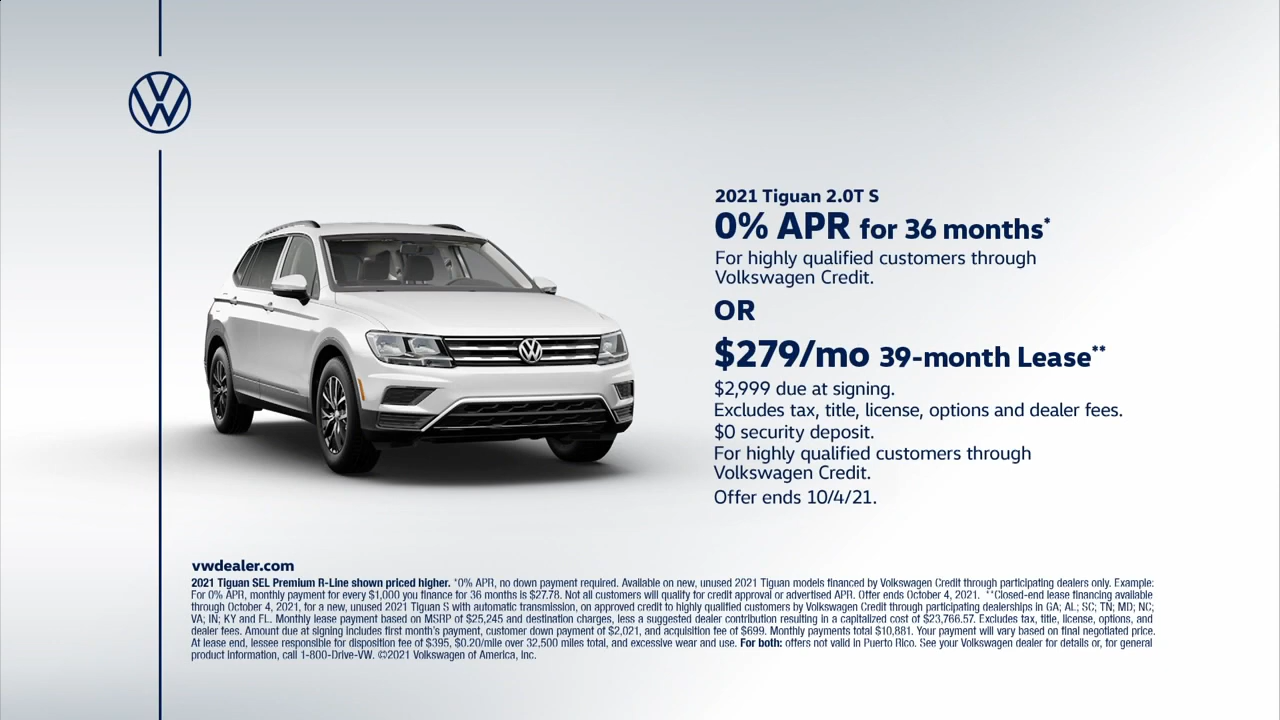 2021 Tiguan 2.0T S
0% APR for 36 months*
For highly qualified customers through
Volkswagen Credit.
OR
$279/mo 39-month Lease**
$2,999 due at signing.
Excludes tax, title, license, options and dealer fees.
$0 security deposit.
For highly qualified customers through
Volkswagen Credit.
Offer ends 10/4/21.
vwdealer.com
2021 Tiguan SEL Premium R-Line shown priced higher. *0% APR, no down payment required. Available on new, unused 2021 Tiguan models financed by Volkswagen Credit through participating dealers only. Example:
For 0% APR, monthly payment for every $1,000 you finance for 36 months is $27.78. Not all customers will qualify for credit approval or advertised APR. Offer ends October 4, 2021. **Closed-end lease financing available
through October 4, 2021, for a new, unused 2021 Tiguan S with automatic transmission, on approved credit to highly qualified customers by Volkswagen Credit through participating dealerships in GA; AL; SC; TN; MD; NC;
VA; IN; KY and FL. Monthly lease payment based on MSRP of $25,245 and destination charges, less a suggested dealer contribution resulting in a capitalized cost of $23,766.57. Excludes tax, title, license, options, and
dealer fees. Amount due at signing includes first month's payment, customer down payment of $2,021, and acquisition fee of $699. Monthly payments total $10,881. Your payment will vary based on final negotiated price.
At lease end, lessee responsible for disposition fee of $395, $0.20/mile over 32,500 miles total, and excessive wear and use. For both: offers not valid in Puerto Rico. See your Volkswagen dealer for details or, for general
product information, call 1-800-Drive-VW. ©2021 Volkswagen of America, Inc.